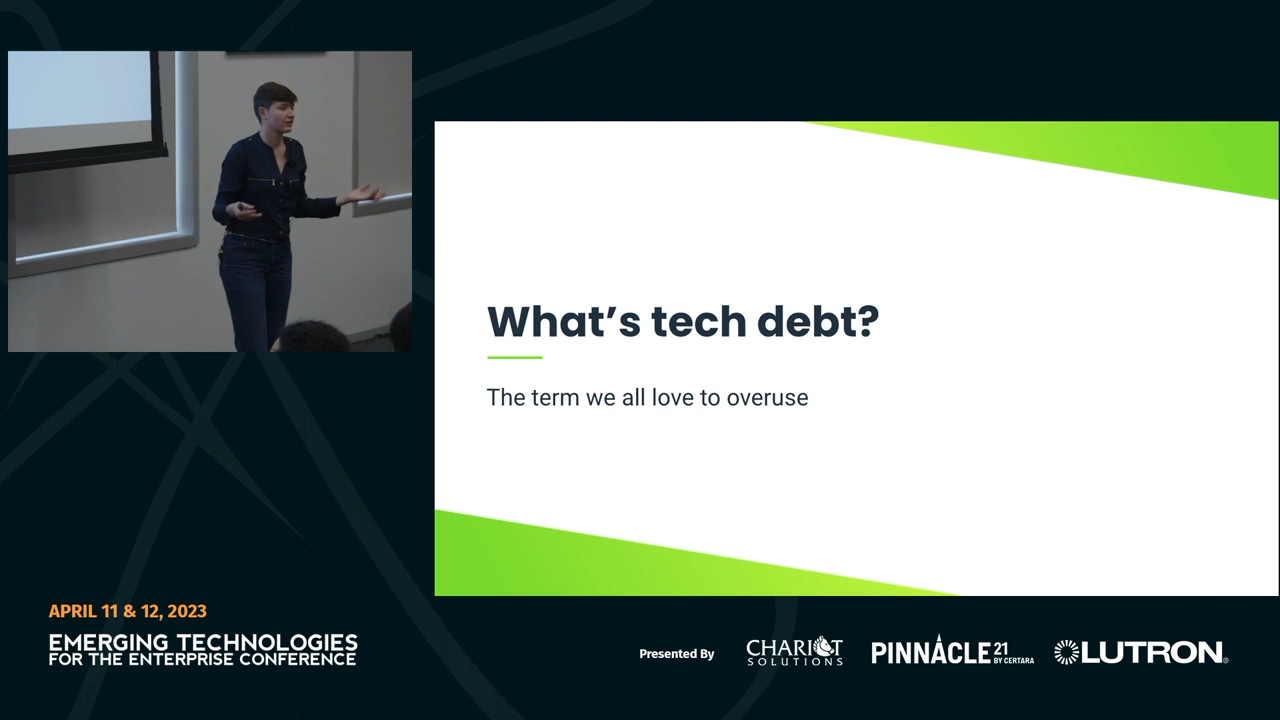 What's tech debt?
The term we all love to overuse
APRIL 11 & 12, 2023
EMERGING TECHNOLOGIES
FOR THE ENTERPRISE CONFERENCE
Presented By
CHARIOT
SOLUTIONS
PINNACLE 21
BY CERTARA
LUTRON®